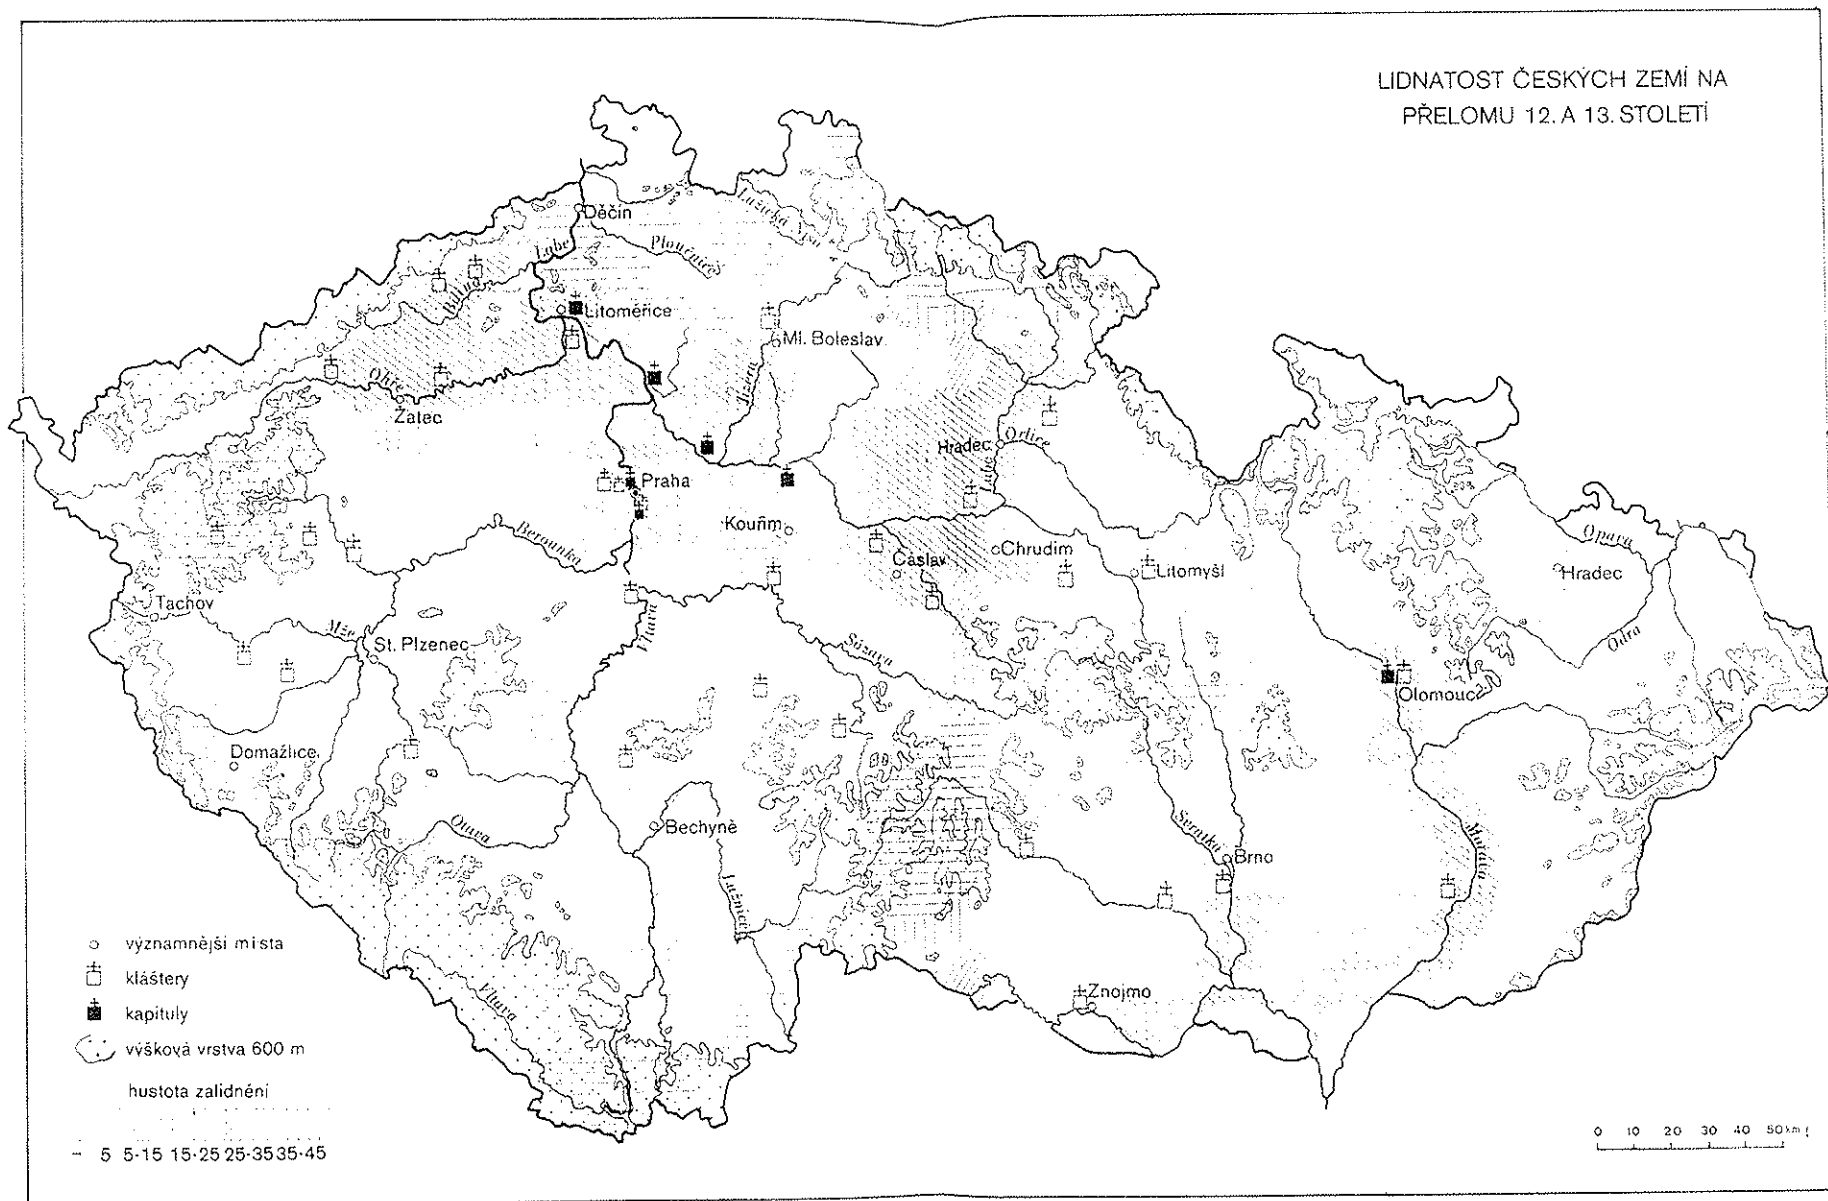 LIDNATOST ČESKÝCH ZEMÍ NA
PŘELOMU 12. A 13. STOLETÍ
Děčín
Lužická Nisa
Labe
Ploučnice
Bílina
Litoměřice
Ml. Boleslav
Jizera
Ohře
Žatec
Hradec
Orlice
Labe
Praha
Kouřim
Berounka
Čáslav
Chrudim
Litomyšl
Opava
Hradec
Tachov
Mže
St. Plzenec
Vltava
Sázava
Odra
Olomouc
Domažlice
Otava
Bechyně
Lužnice
Svratka
Brno
Morava
Vltava
Znojmo
významnější místa
kláštery
kapituly
výšková vrstva 600 m
hustota zalidnění
– 5 5-15 15-25 25-35 35-45
0 10 20 30 40 50 km